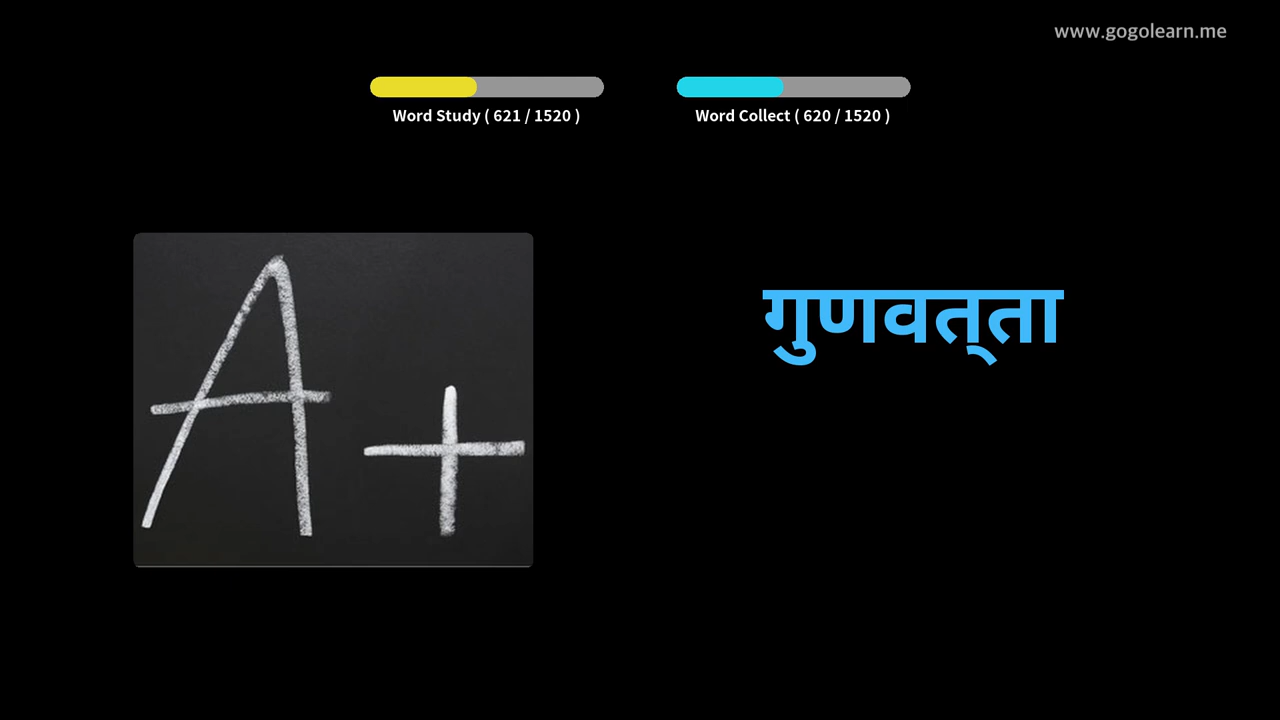 www.gogolearn.me
Word Study ( 621 / 1520 )
Word Collect ( 620 / 1520 )
A+
गुणवत्‌ता